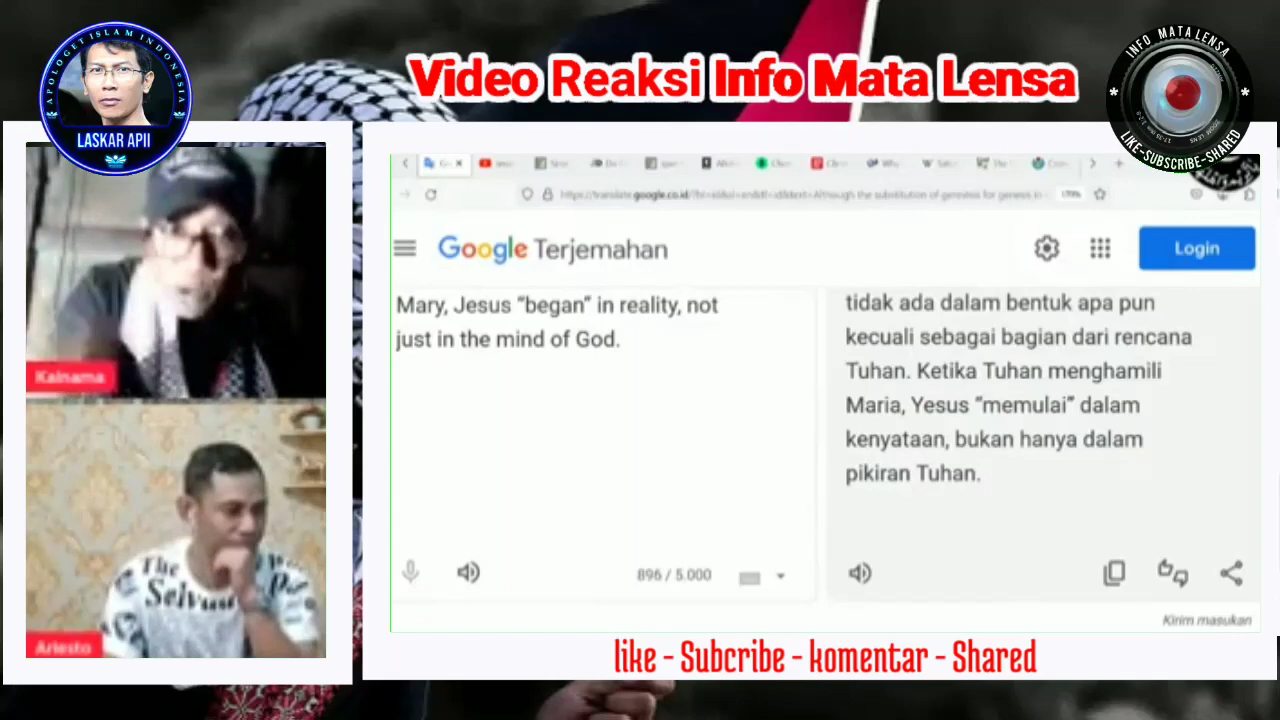 APOLOGET ISLAM INDONESIA
LASKAR APII
Video Reaksi Info Mata Lensa
INFO MATA LENSA
* LIKE-SUBSCRIBE-SHARED *
Google Terjemahan
Login
Mary, Jesus “began” in reality, not
just in the mind of God.
896 / 5.000
tidak ada dalam bentuk apa pun
kecuali sebagai bagian dari rencana
Tuhan. Ketika Tuhan menghamili
Maria, Yesus “memulai” dalam
kenyataan, bukan hanya dalam
pikiran Tuhan.
Kirim masukan
Kainama
The
Selvun
Ariesto
like - Subcribe - komentar - Shared